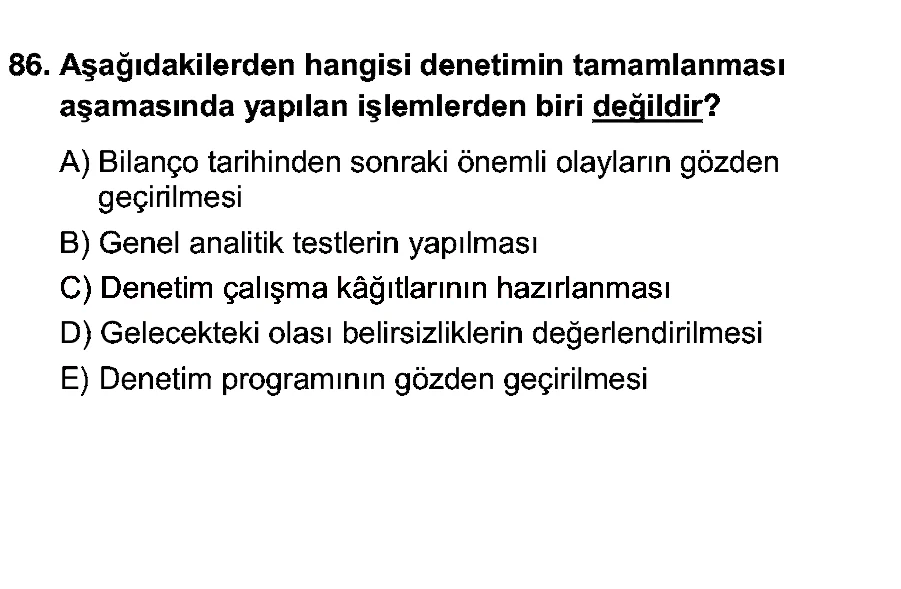 86. Aşağıdakilerden hangisi denetimin tamamlanması
aşamasında yapılan işlemlerden biri değildir?
A) Bilanço tarihinden sonraki önemli olayların gözden
geçirilmesi
B) Genel analitik testlerin yapılması
C) Denetim çalışma kâğıtlarının hazırlanması
D) Gelecekteki olası belirsizliklerin değerlendirilmesi
E) Denetim programının gözden geçirilmesi